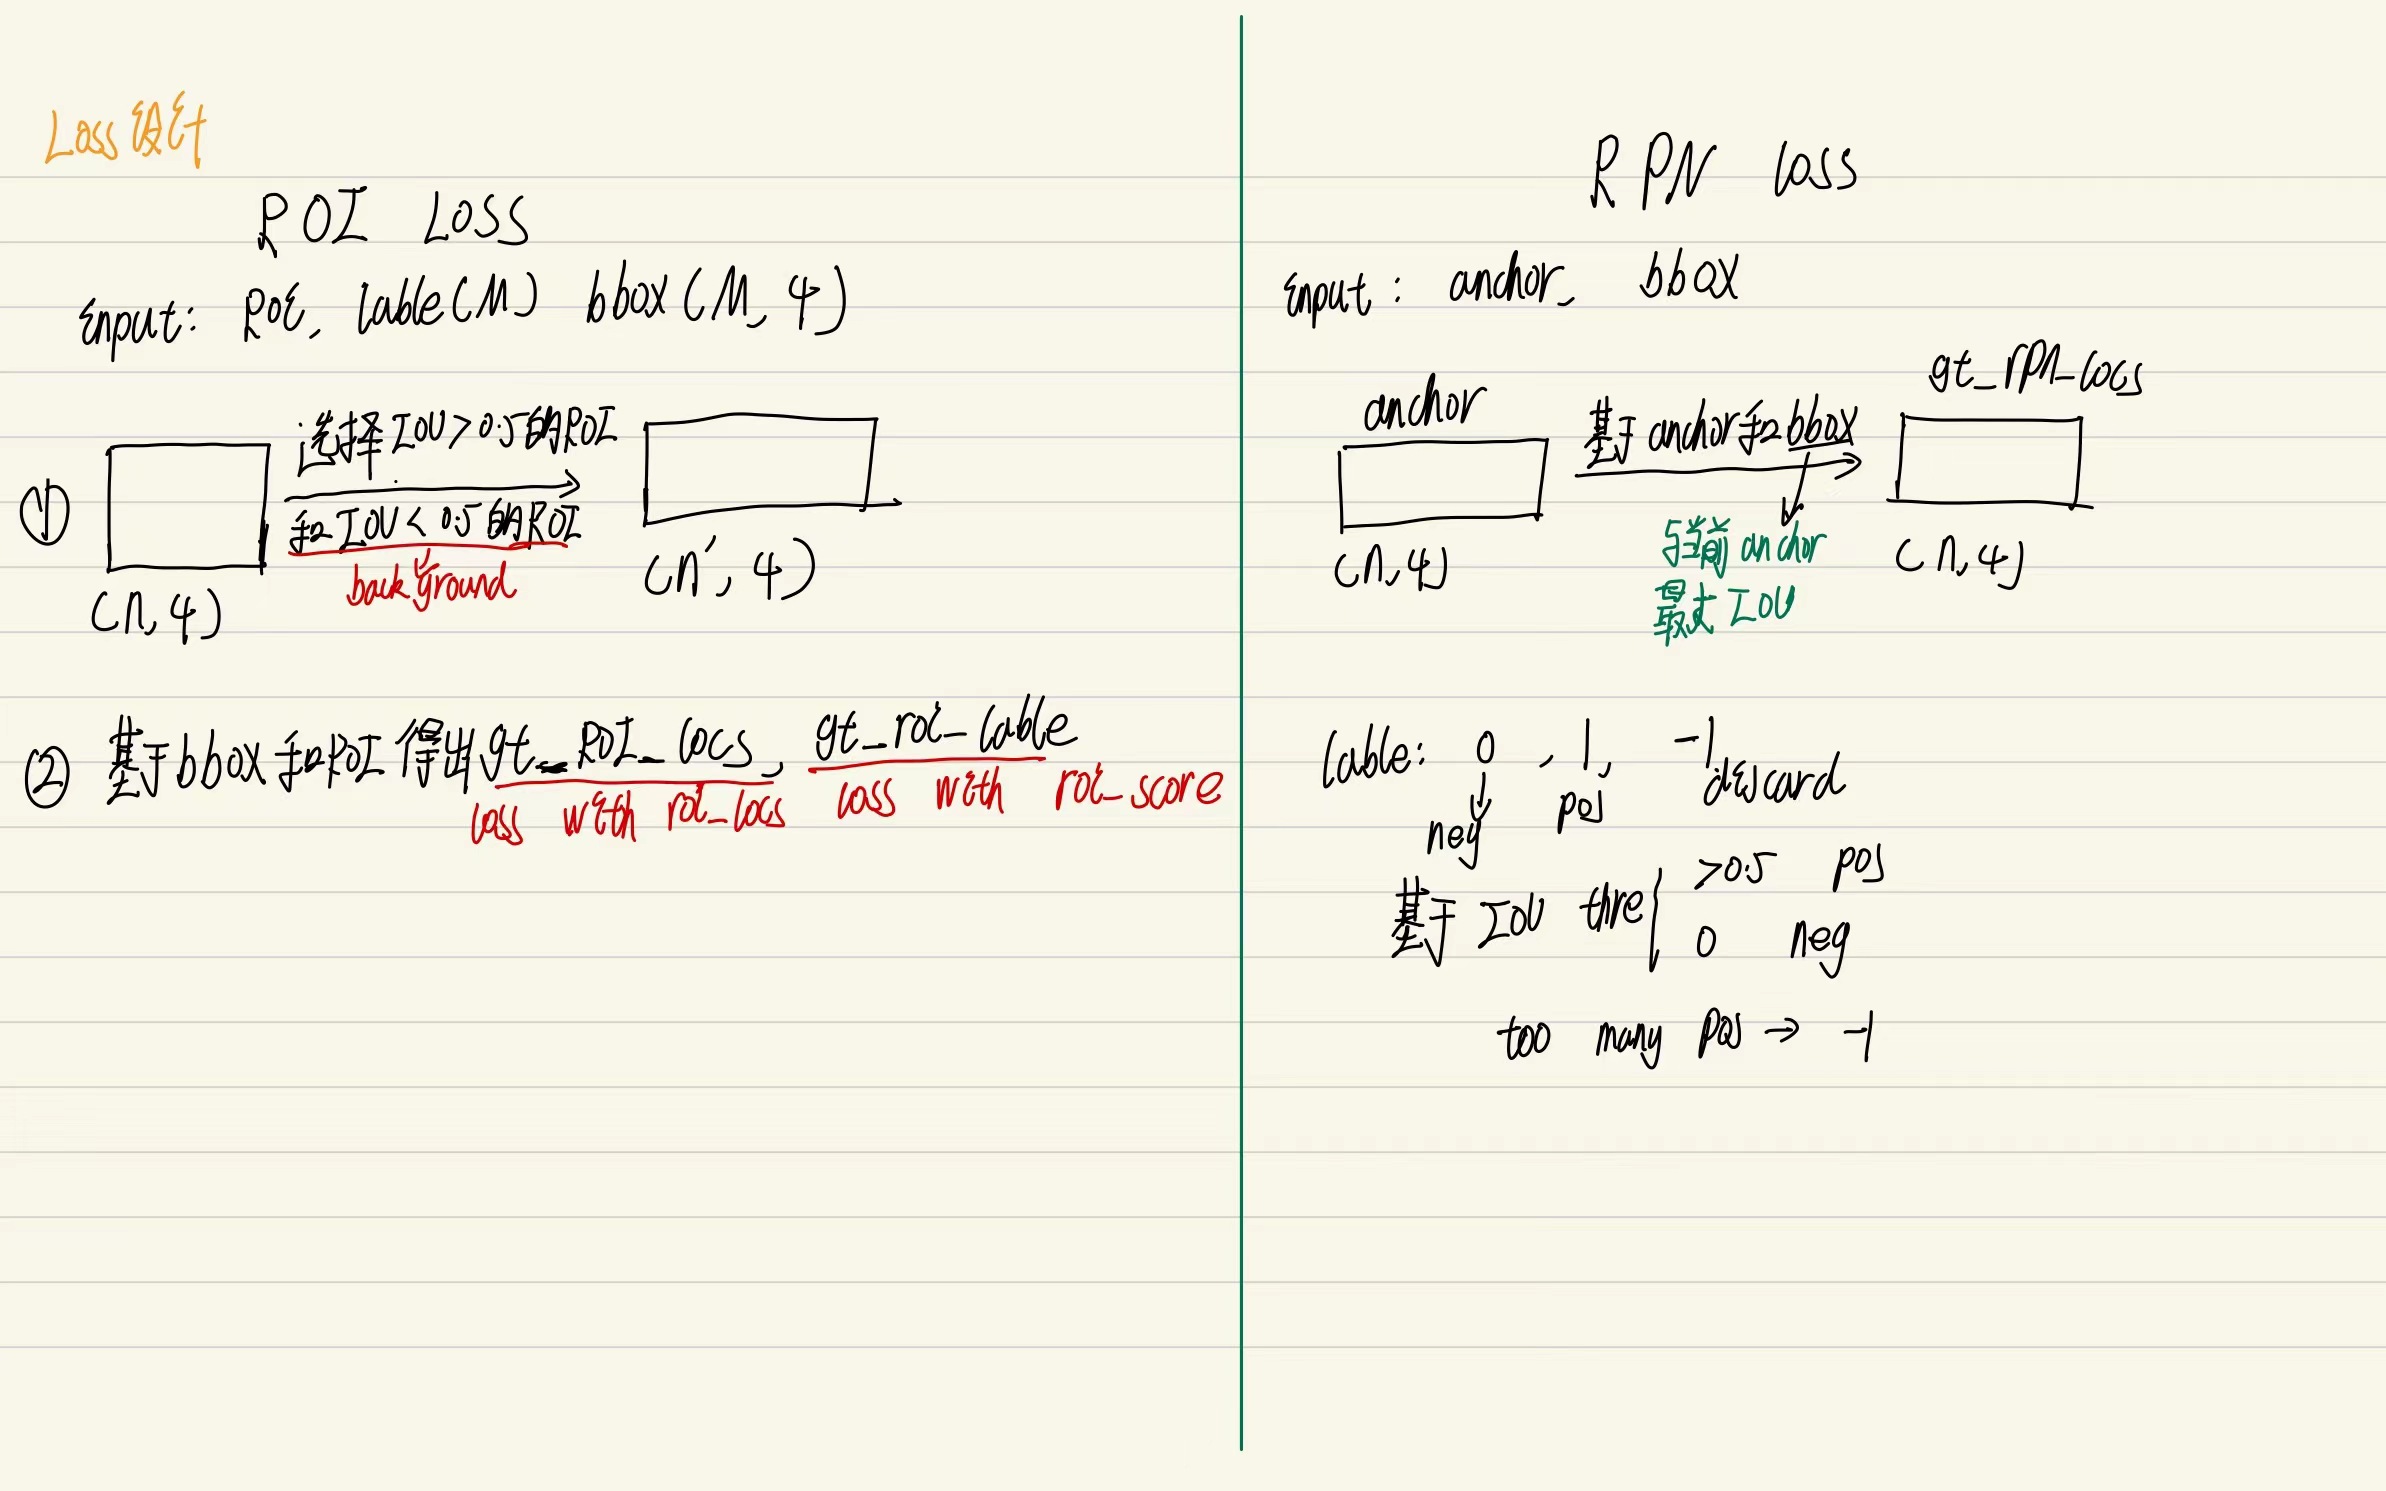 Loss设计
ROI LOSS
input: ROI, lable(M) bbox(M, 4)
①
选择IOU>0.5的ROI
和IOU<0.5的ROI
background
(n, 4)
(n', 4)
② 基于bbox和ROI得出gt_ROI_locs, gt_roi_lable
loss with roi_locs loss with roi_score
RPN loss
input: anchor, bbox
anchor
基于anchor和bbox
gt_rpn_locs
与当前anchor
最大IOU
(n, 4)
(n, 4)
lable: 0, 1, -1
neg pos discard
基于IOU thre { >0.5 pos
0 neg
too many pos → -1